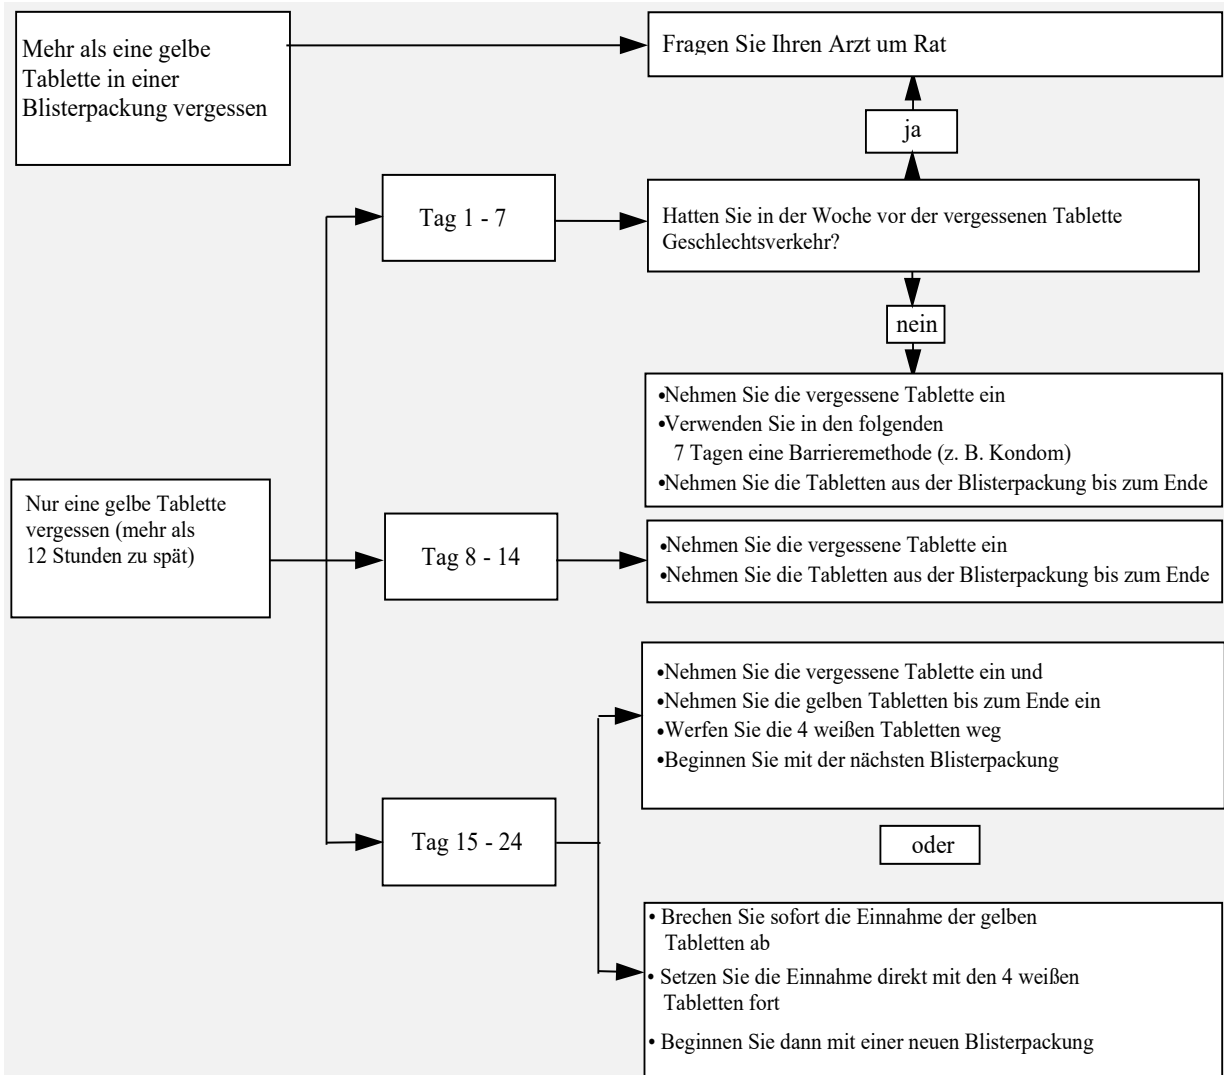 Mehr als eine gelbe
Tablette in einer
Blisterpackung vergessen
Fragen Sie Ihren Arzt um Rat
ja
Tag 1 - 7
Hatten Sie in der Woche vor der vergessenen Tablette
Geschlechtsverkehr?
nein
•Nehmen Sie die vergessene Tablette ein
•Verwenden Sie in den folgenden
7 Tagen eine Barrieremethode (z. B. Kondom)
•Nehmen Sie die Tabletten aus der Blisterpackung bis zum Ende
Nur eine gelbe Tablette
vergessen (mehr als
12 Stunden zu spät)
Tag 8 - 14
•Nehmen Sie die vergessene Tablette ein
•Nehmen Sie die Tabletten aus der Blisterpackung bis zum Ende
Tag 15 - 24
•Nehmen Sie die vergessene Tablette ein und
•Nehmen Sie die gelben Tabletten bis zum Ende ein
•Werfen Sie die 4 weißen Tabletten weg
•Beginnen Sie mit der nächsten Blisterpackung
oder
• Brechen Sie sofort die Einnahme der gelben
Tabletten ab
• Setzen Sie die Einnahme direkt mit den 4 weißen
Tabletten fort
• Beginnen Sie dann mit einer neuen Blisterpackung